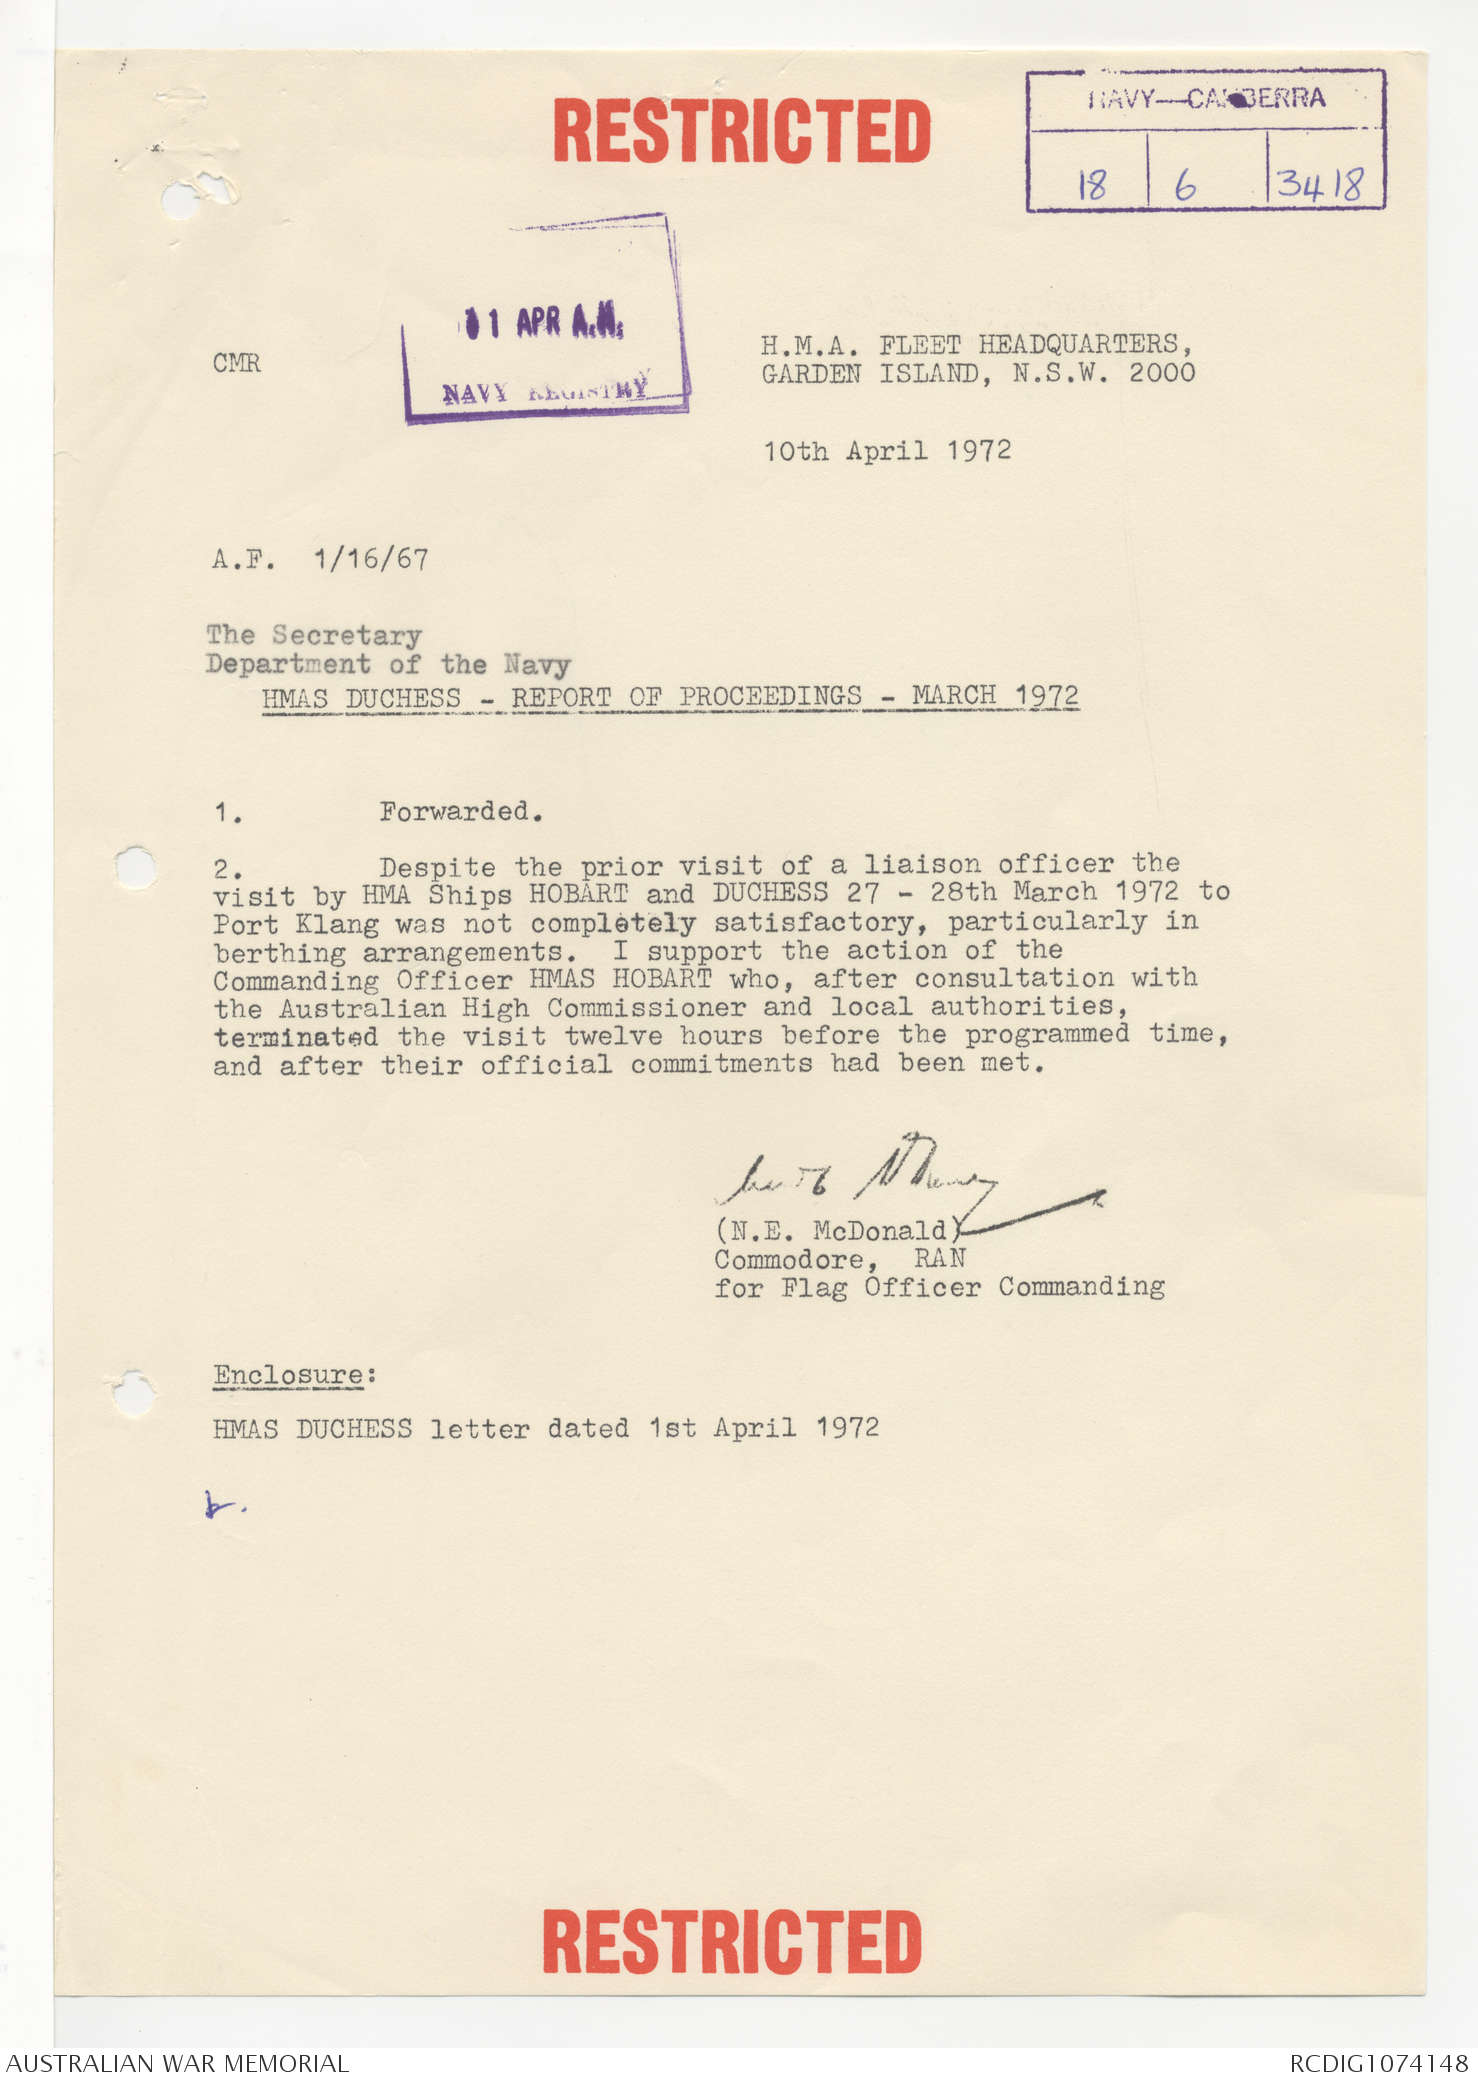 RESTRICTED
NAVY—CANBERRA
18 6 3418
11 APR A.M.
NAVY REGISTRY
CMR
H.M.A. FLEET HEADQUARTERS,
GARDEN ISLAND, N.S.W. 2000
10th April 1972
A.F. 1/16/67
The Secretary
Department of the Navy
HMAS DUCHESS - REPORT OF PROCEEDINGS - MARCH 1972
1. Forwarded.
2. Despite the prior visit of a liaison officer the
visit by HMA Ships HOBART and DUCHESS 27 - 28th March 1972 to
Port Klang was not completely satisfactory, particularly in
berthing arrangements. I support the action of the
Commanding Officer HMAS HOBART who, after consultation with
the Australian High Commissioner and local authorities,
terminated the visit twelve hours before the programmed time,
and after their official commitments had been met.
(N.E. McDonald)
Commodore, RAN
for Flag Officer Commanding
Enclosure:
HMAS DUCHESS letter dated 1st April 1972
RESTRICTED
AUSTRALIAN WAR MEMORIAL
RCDIG1074148